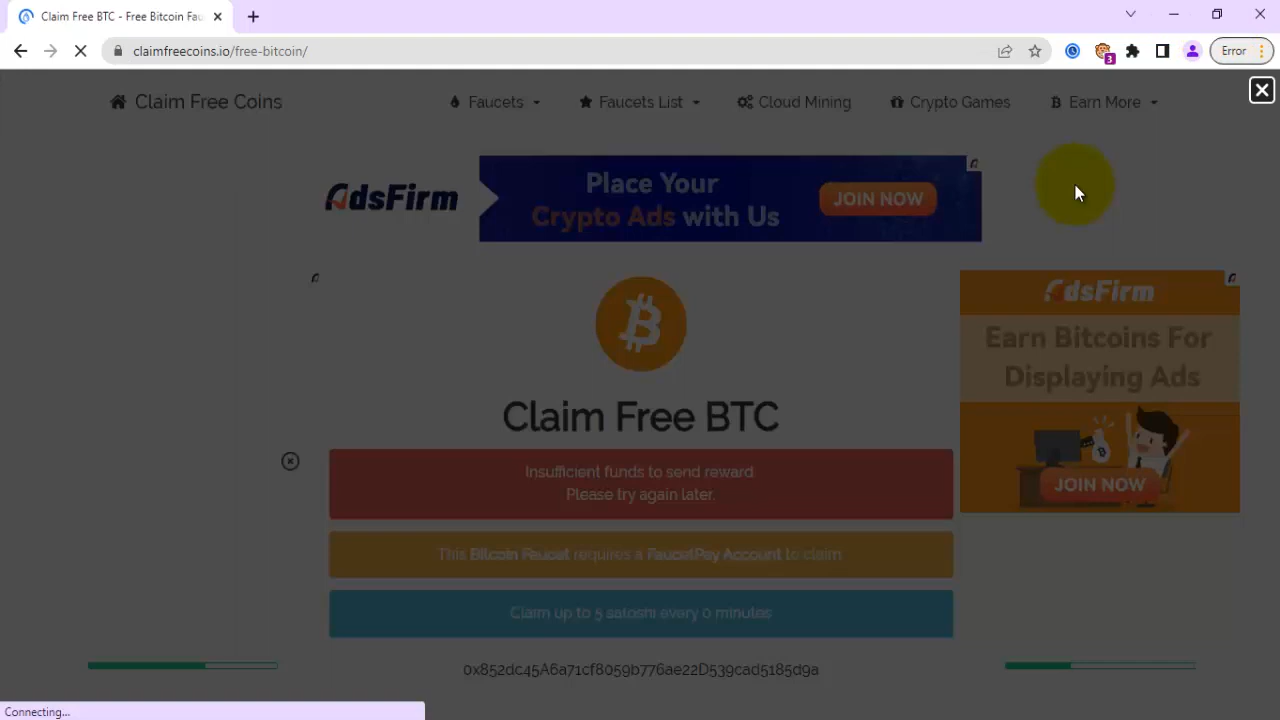 Claim Free BTC - Free Bitcoin Fau
claimfreecoins.io/free-bitcoin/
3
Error
Claim Free Coins
Faucets
Faucets List
Cloud Mining
Crypto Games
Earn More
AdsFirm
Place Your
Crypto Ads with Us
JOIN NOW
AdsFirm
Earn Bitcoins For
Displaying Ads
JOIN NOW
Claim Free BTC
Insufficient funds to send reward
Please try again later.
This Bitcoin Faucet requires a FaucetPay Account to claim
Claim up to 5 satoshi every 0 minutes
0x852dc45A6a71cf8059b776ae22D539cad5185d9a
Connecting...